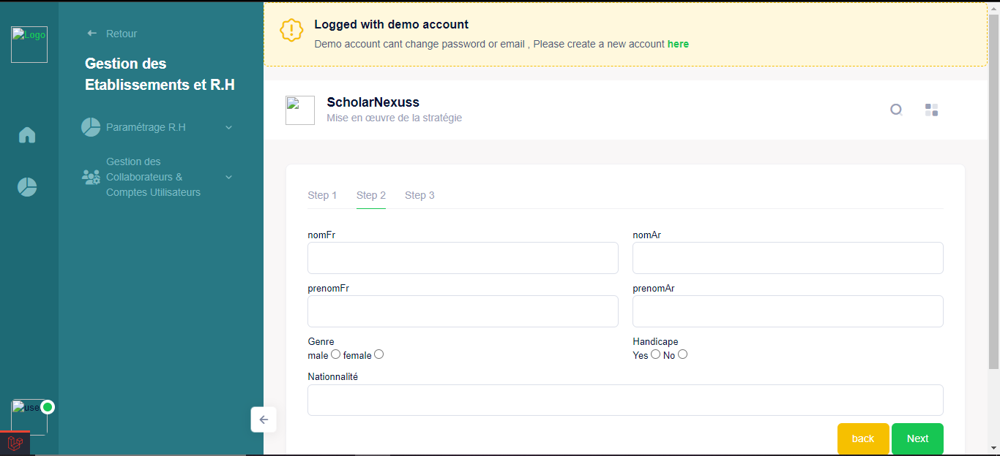 Logo
Retour
Gestion des
Etablissements et R.H
Paramétrage R.H
Gestion des
Collaborateurs &
Comptes Utilisateurs
use
Logged with demo account
Demo account cant change password or email , Please create a new account here
ScholarNexuss
Mise en œuvre de la stratégie
Step 1 Step 2 Step 3
nomFr nomAr
prenomFr prenomAr
Genre Handicape
male female Yes No
Nationnalité
back Next